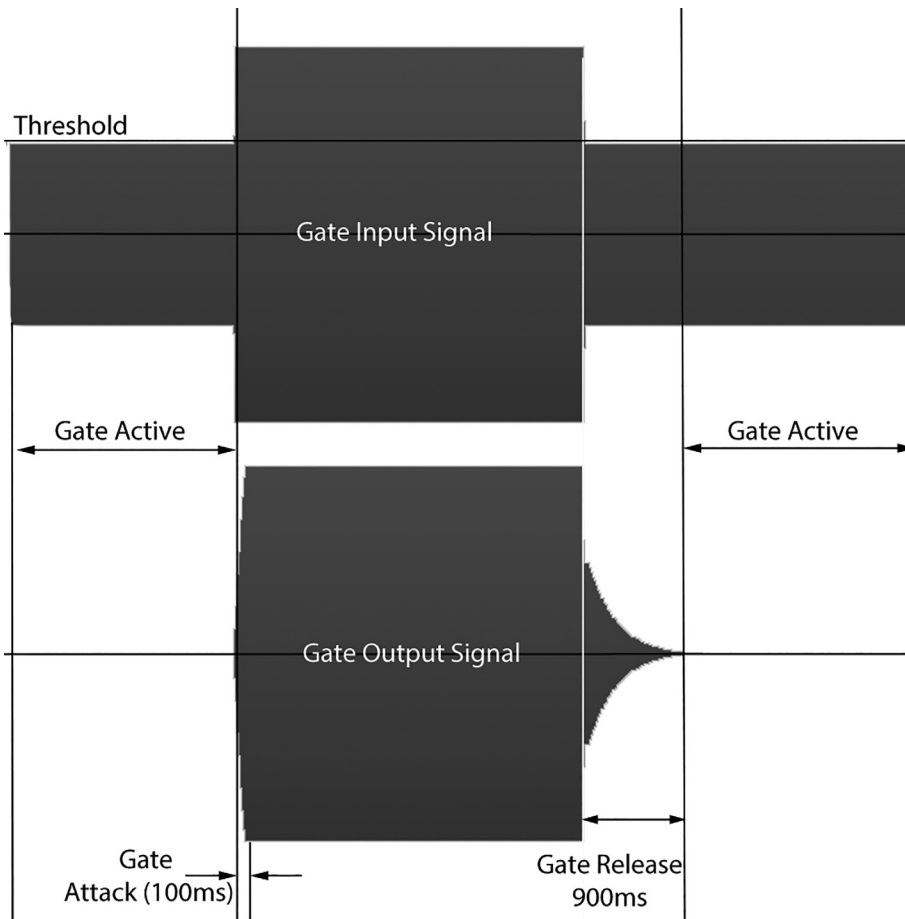 Threshold
Gate Input Signal
Gate Active
Gate Active
Gate Output Signal
Gate
Attack (100ms)
Gate Release
900ms